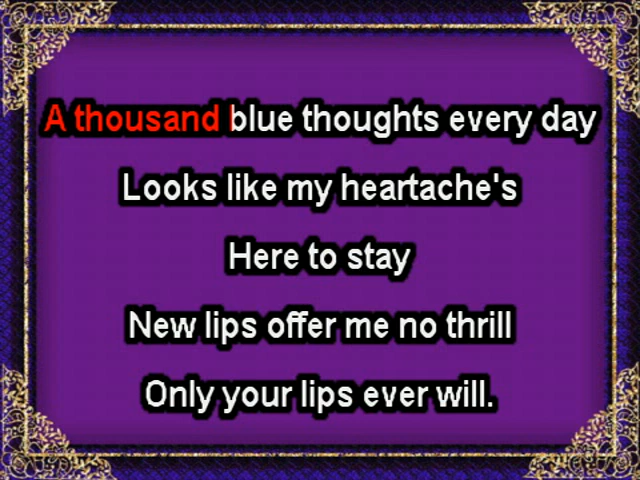 A thousand blue thoughts every day
Looks like my heartache's
Here to stay
New lips offer me no thrill
Only your lips ever will.